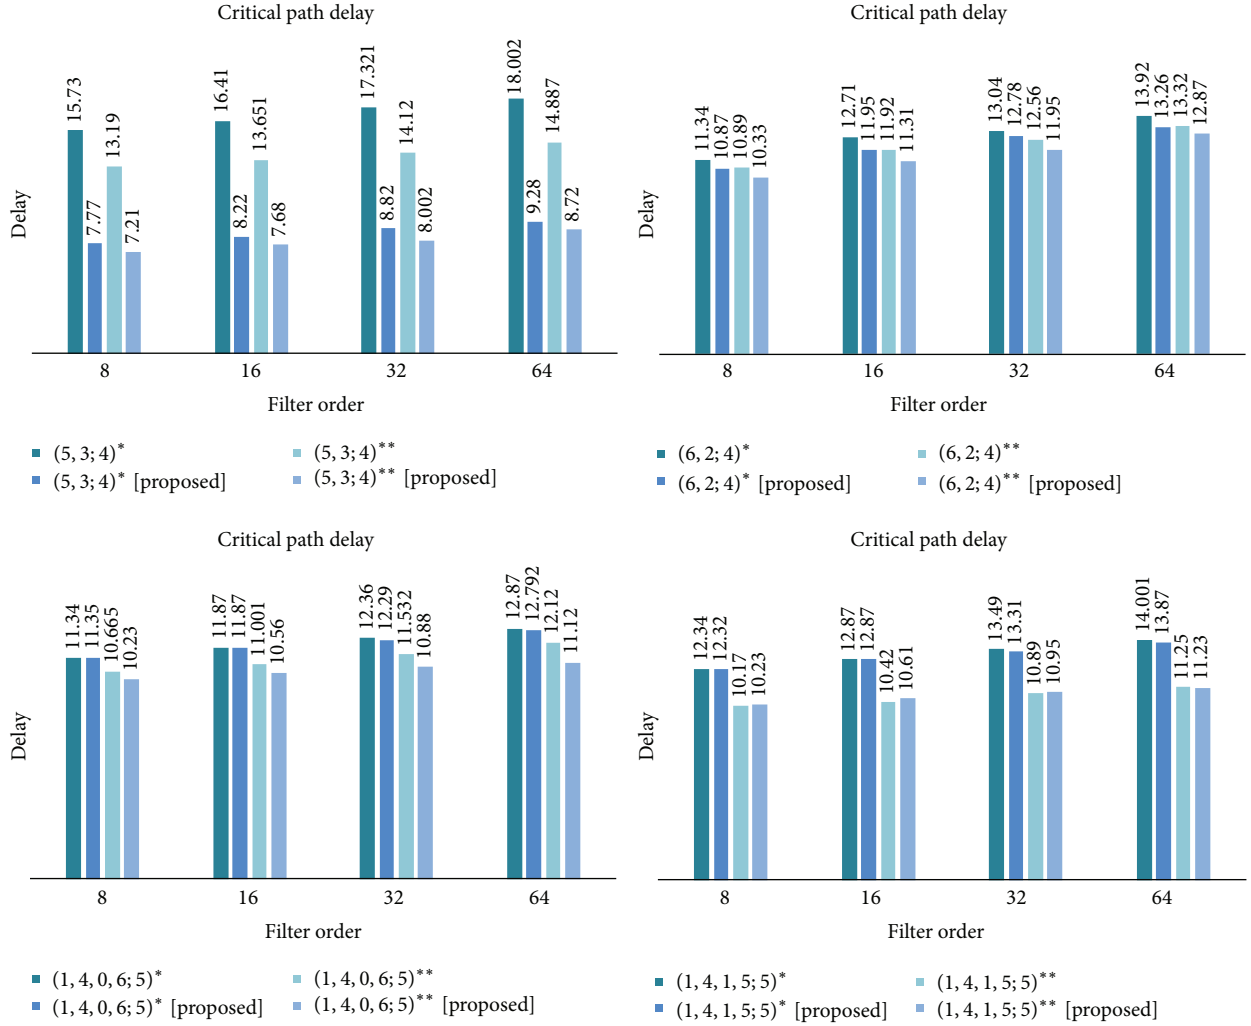 Critical path delay
15.73
7.77
13.19
7.21
16.41
8.22
13.651
7.68
17.321
8.82
14.12
8.002
18.002
9.28
14.887
8.72
Delay
8 16 32 64
Filter order
(5, 3; 4)* (5, 3; 4)**
(5, 3; 4)* [proposed] (5, 3; 4)** [proposed]
Critical path delay
11.34
10.87
10.89
10.33
12.71
11.95
11.92
11.31
13.04
12.78
12.56
11.95
13.92
13.26
13.32
12.87
Delay
8 16 32 64
Filter order
(6, 2; 4)* (6, 2; 4)**
(6, 2; 4)* [proposed] (6, 2; 4)** [proposed]
Critical path delay
11.34
11.35
10.665
10.23
11.87
11.87
11.001
10.56
12.36
12.29
11.532
10.88
12.87
12.792
12.12
11.12
Delay
8 16 32 64
Filter order
(1, 4, 0, 6; 5)* (1, 4, 0, 6; 5)**
(1, 4, 0, 6; 5)* [proposed] (1, 4, 0, 6; 5)** [proposed]
Critical path delay
12.34
12.32
10.17
10.23
12.87
12.87
10.42
10.61
13.49
13.31
10.89
10.95
14.001
13.87
11.25
11.23
Delay
8 16 32 64
Filter order
(1, 4, 1, 5; 5)* (1, 4, 1, 5; 5)**
(1, 4, 1, 5; 5)* [proposed] (1, 4, 1, 5; 5)** [proposed]